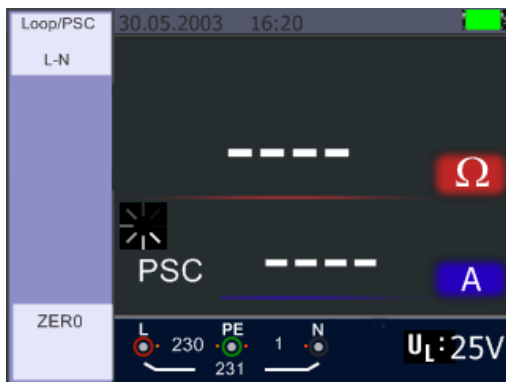 Loop/PSC 30.05.2003 16:20
L-N
---- Ω
PSC ---- A
ZER0
L PE N
230 1
231
UL:25V